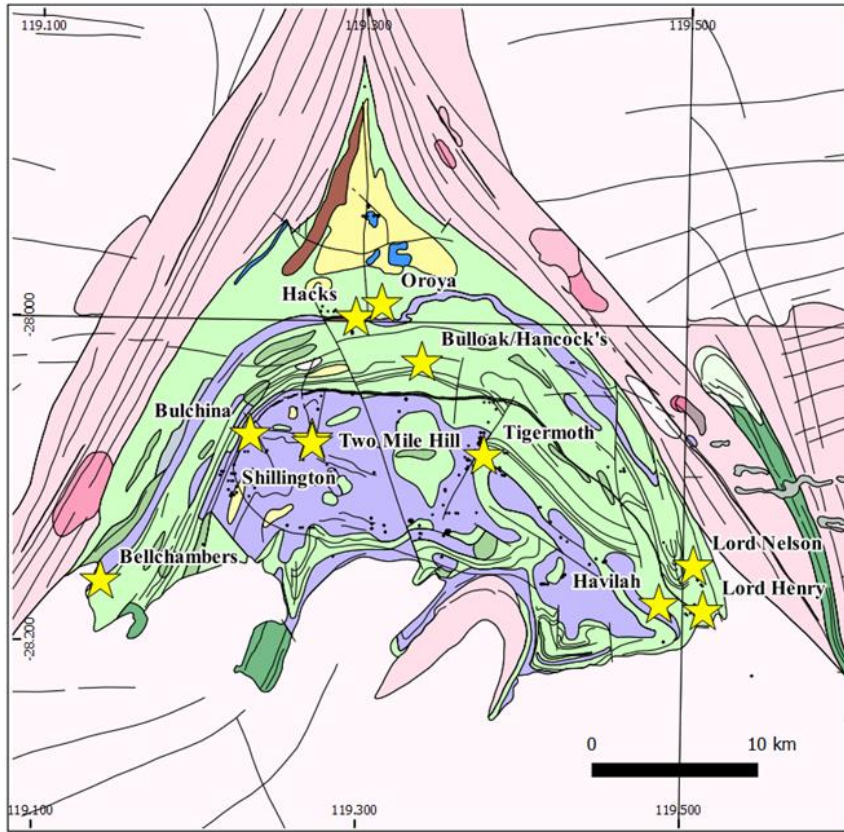 119.100 119.300 119.500
Oroya
Hacks
-28.000
Bulloak/Hancock's
Bulchina
Tigermoth
Two Mile Hill
Shillington
Lord Nelson
Bellchambers
Havilah
Lord Henry
-28.200
0 10 km
119.100 119.300 119.500